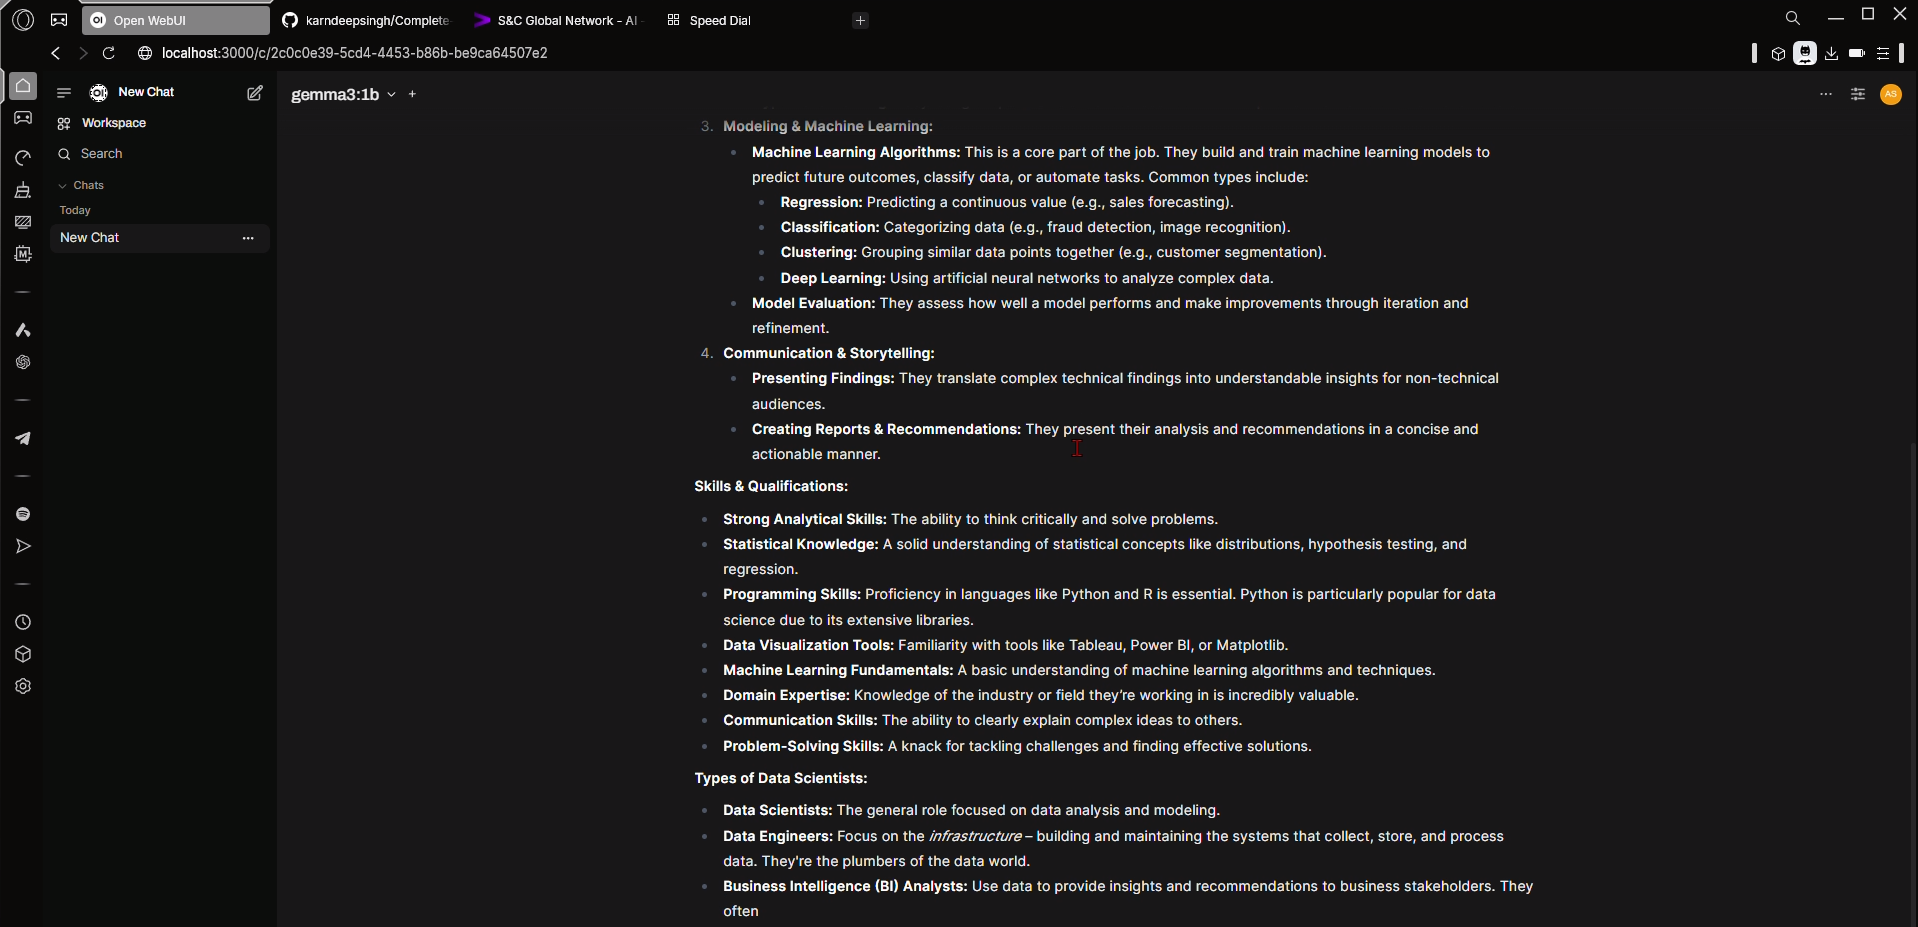 Open WebUI
karndeepsingh/Complete
S&C Global Network - AI
Speed Dial
localhost:3000/c/2c0c0e39-5cd4-4453-b86b-be9ca64507e2
New Chat
Workspace
Search
Chats
Today
New Chat
gemma3:1b
AS
3. Modeling & Machine Learning:
Machine Learning Algorithms: This is a core part of the job. They build and train machine learning models to
predict future outcomes, classify data, or automate tasks. Common types include:
Regression: Predicting a continuous value (e.g., sales forecasting).
Classification: Categorizing data (e.g., fraud detection, image recognition).
Clustering: Grouping similar data points together (e.g., customer segmentation).
Deep Learning: Using artificial neural networks to analyze complex data.
Model Evaluation: They assess how well a model performs and make improvements through iteration and
refinement.
4. Communication & Storytelling:
Presenting Findings: They translate complex technical findings into understandable insights for non-technical
audiences.
Creating Reports & Recommendations: They present their analysis and recommendations in a concise and
actionable manner.
Skills & Qualifications:
Strong Analytical Skills: The ability to think critically and solve problems.
Statistical Knowledge: A solid understanding of statistical concepts like distributions, hypothesis testing, and
regression.
Programming Skills: Proficiency in languages like Python and R is essential. Python is particularly popular for data
science due to its extensive libraries.
Data Visualization Tools: Familiarity with tools like Tableau, Power BI, or Matplotlib.
Machine Learning Fundamentals: A basic understanding of machine learning algorithms and techniques.
Domain Expertise: Knowledge of the industry or field they're working in is incredibly valuable.
Communication Skills: The ability to clearly explain complex ideas to others.
Problem-Solving Skills: A knack for tackling challenges and finding effective solutions.
Types of Data Scientists:
Data Scientists: The general role focused on data analysis and modeling.
Data Engineers: Focus on the infrastructure – building and maintaining the systems that collect, store, and process
data. They're the plumbers of the data world.
Business Intelligence (BI) Analysts: Use data to provide insights and recommendations to business stakeholders. They
often